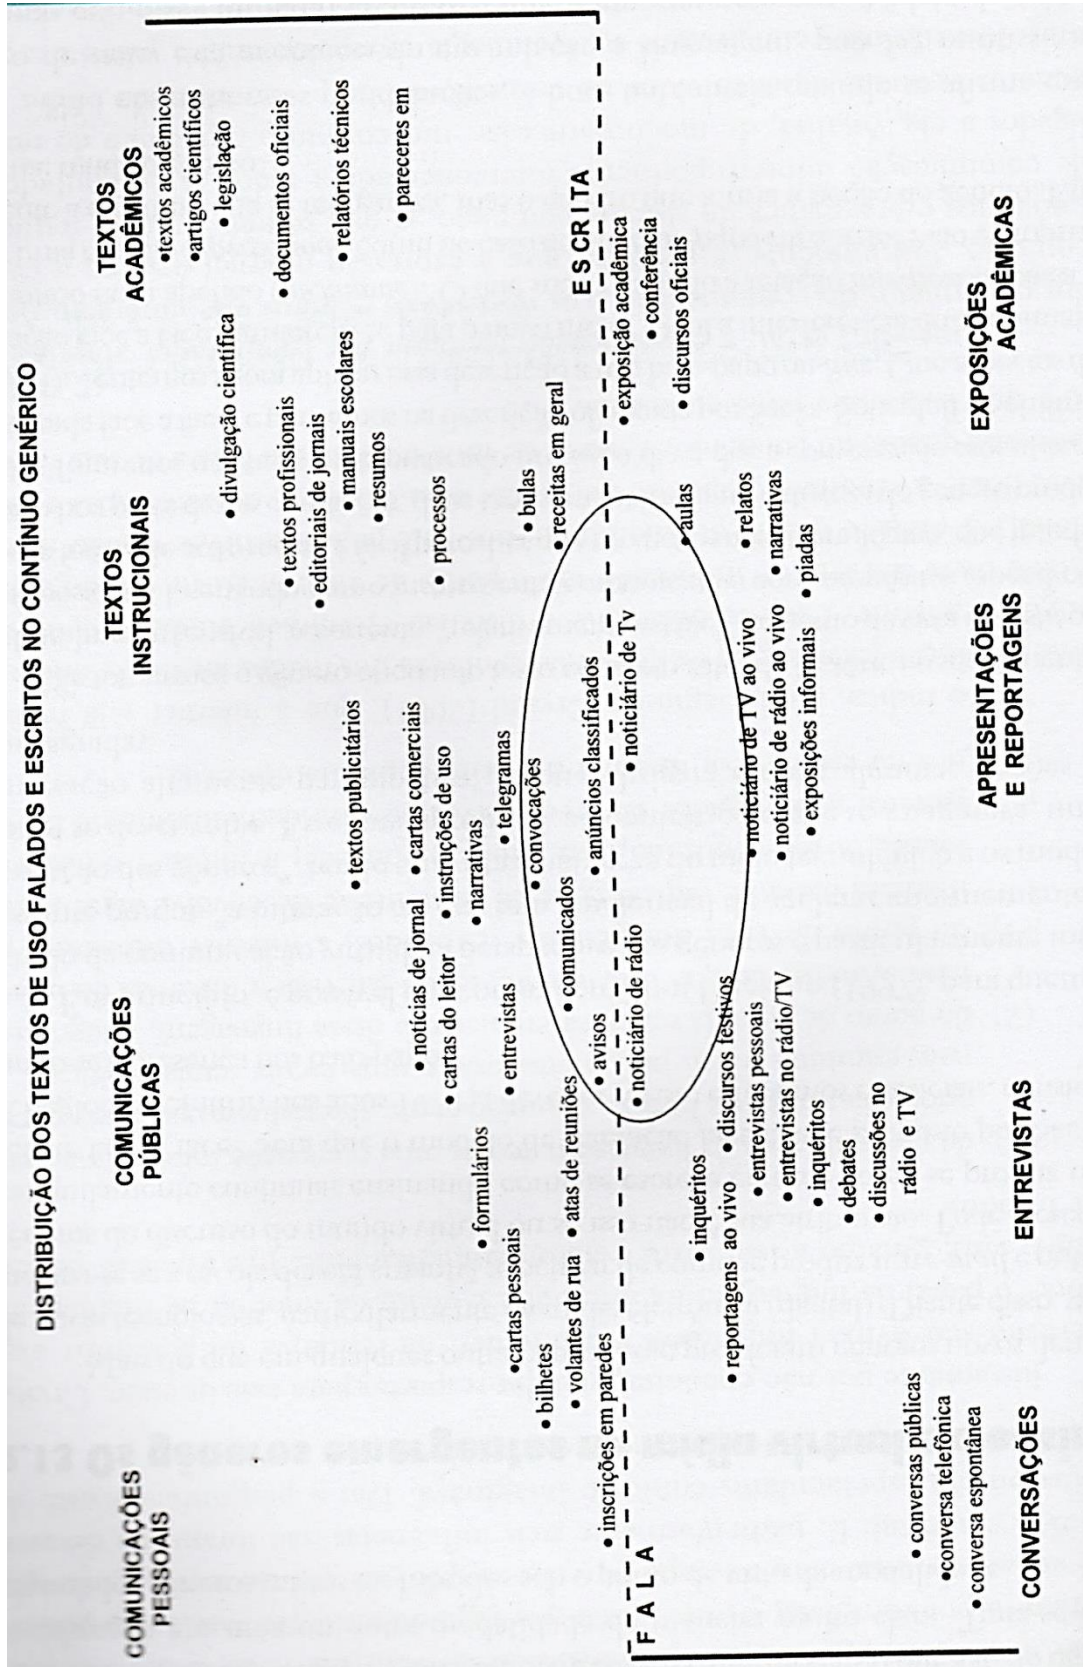 DISTRIBUIÇÃO DOS TEXTOS DE USO FALADOS E ESCRITOS NO CONTÍNUO GENÉRICO
COMUNICAÇÕES
PESSOAIS
COMUNICAÇÕES
PÚBLICAS
TEXTOS
INSTRUCIONAIS
TEXTOS
ACADÊMICOS
•textos acadêmicos
•artigos científicos
• legislação
• divulgação científica
• documentos oficiais
• textos profissionais
•editoriais de jornais
• relatórios técnicos
• manuais escolares
• textos publicitários
•resumos
• pareceres em
• notícias de jornal
• cartas comerciais
• cartas do leitor
• instruções de uso
• processos
• formulários
• narrativas
•cartas pessoais
• entrevistas
• telegramas
• bulas
• bilhetes
• convocações
•receitas em geral
• volantes de rua
•atas de reuniões
• comunicados
• inscrições em paredes
• avisos
• anúncios classificados
E S C R I T A
F A L A
• noticiário de rádio
• noticiário de Tv
•exposição acadêmica
• conferência
• discursos oficiais
• inquéritos
•aulas
• reportagens ao vivo
• discursos festivos
• noticiário de TV ao vivo
• relatos
• entrevistas pessoais
• entrevistas no rádio/TV
• noticiário de rádio ao vivo
• narrativas
• inquéritos
• exposições informais
• piadas
• debates
• discussões no
rádio e TV
• conversas públicas
•conversa telefônica
• conversa espontânea
CONVERSAÇÕES
ENTREVISTAS
APRESENTAÇÕES
E REPORTAGENS
EXPOSIÇÕES
ACADÊMICAS